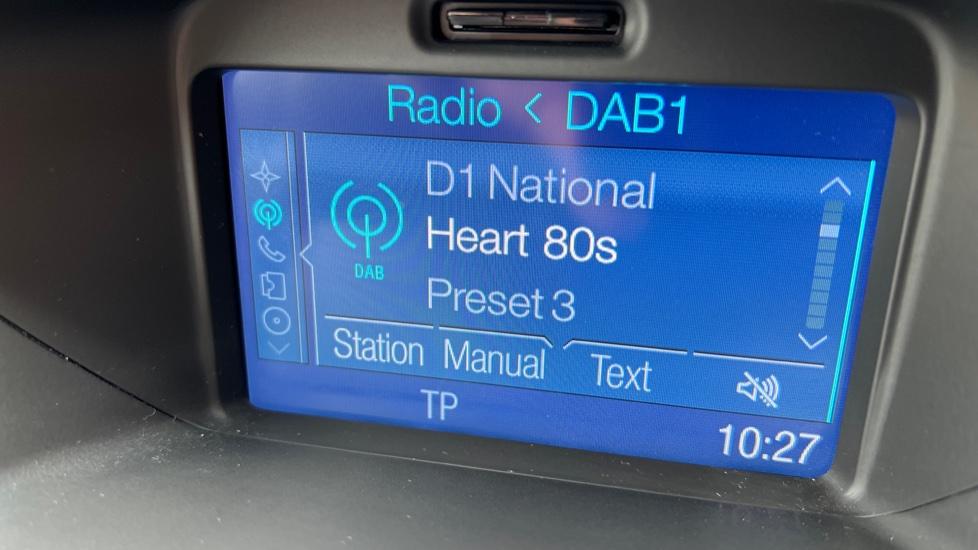 Radio < DAB1
D1 National
Heart 80s
DAB
Preset 3
Station Manual Text
TP
10:27